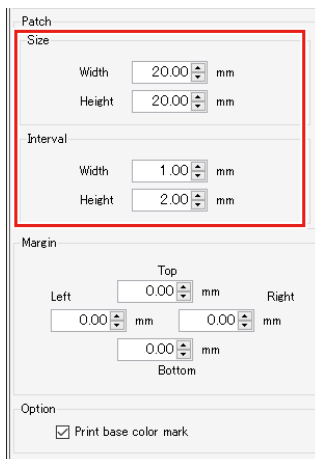 Patch
Size
Width 20.00 mm
Height 20.00 mm
Interval
Width 1.00 mm
Height 2.00 mm
Margin
Top
Left 0.00 mm Right
0.00 mm 0.00 mm
0.00 mm
Bottom
Option
Print base color mark